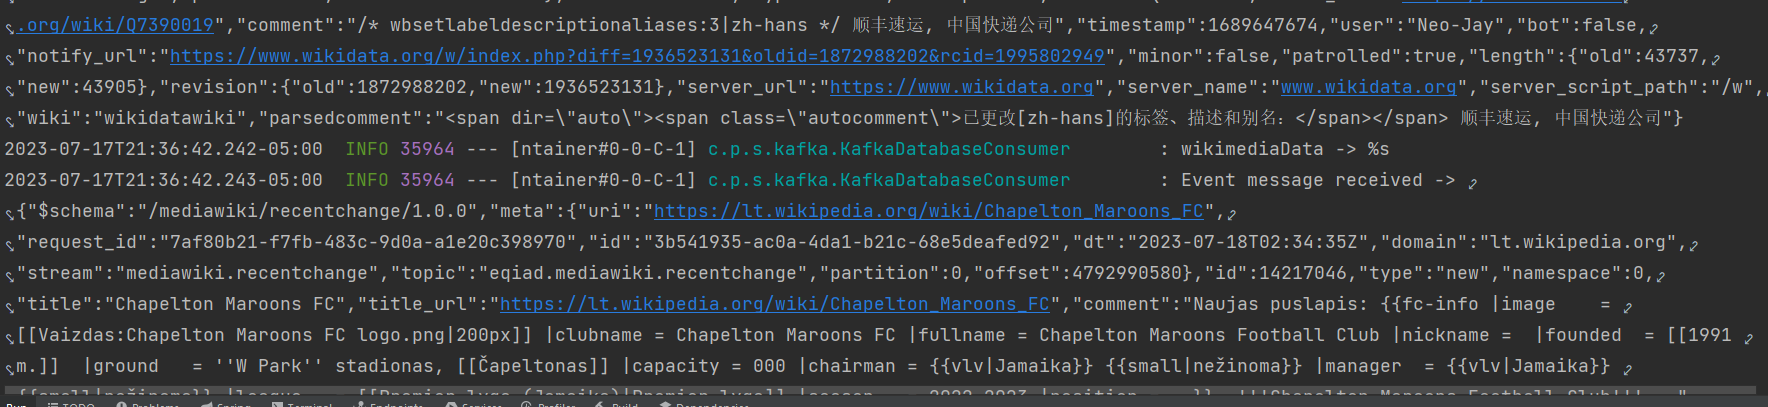 .org/wiki/Q7390019","comment":"/* wbsetlabeldescriptionaliases:3|zh-hans */ 顺丰速运, 中国快递公司","timestamp":1689647674,"user":"Neo-Jay","bot":false,
"notify_url":"https://www.wikidata.org/w/index.php?diff=1936523131&oldid=1872988202&rcid=1995802949","minor":false,"patrolled":true,"length":{"old":43737,
"new":43905},"revision":{"old":1872988202,"new":1936523131},"server_url":"https://www.wikidata.org","server_name":"www.wikidata.org","server_script_path":"/w",
"wiki":"wikidatawiki","parsedcomment":"<span dir=\"auto\"><span class=\"autocomment\">已更改[zh-hans]的标签、描述和别名：</span></span> 顺丰速运, 中国快递公司"}
2023-07-17T21:36:42.242-05:00  INFO 35964 --- [ntainer#0-0-C-1] c.p.s.kafka.KafkaDatabaseConsumer        : wikimediaData -> %s
2023-07-17T21:36:42.243-05:00  INFO 35964 --- [ntainer#0-0-C-1] c.p.s.kafka.KafkaDatabaseConsumer        : Event message received ->
{"$schema":"/mediawiki/recentchange/1.0.0","meta":{"uri":"https://lt.wikipedia.org/wiki/Chapelton_Maroons_FC",
"request_id":"7af80b21-f7fb-483c-9d0a-a1e20c398970","id":"3b541935-ac0a-4da1-b21c-68e5deafed92","dt":"2023-07-18T02:34:35Z","domain":"lt.wikipedia.org",
"stream":"mediawiki.recentchange","topic":"eqiad.mediawiki.recentchange","partition":0,"offset":4792990580},"id":14217046,"type":"new","namespace":0,
"title":"Chapelton Maroons FC","title_url":"https://lt.wikipedia.org/wiki/Chapelton_Maroons_FC","comment":"Naujas puslapis: {{fc-info |image    =
[[Vaizdas:Chapelton Maroons FC logo.png|200px]] |clubname = Chapelton Maroons FC |fullname = Chapelton Maroons Football Club |nickname =  |founded  = [[1991
m.]]  |ground   = ''W Park'' stadionas, [[Čapeltonas]] |capacity = 000 |chairman = {{vlv|Jamaika}} {{small|nežinoma}} |manager  = {{vlv|Jamaika}}